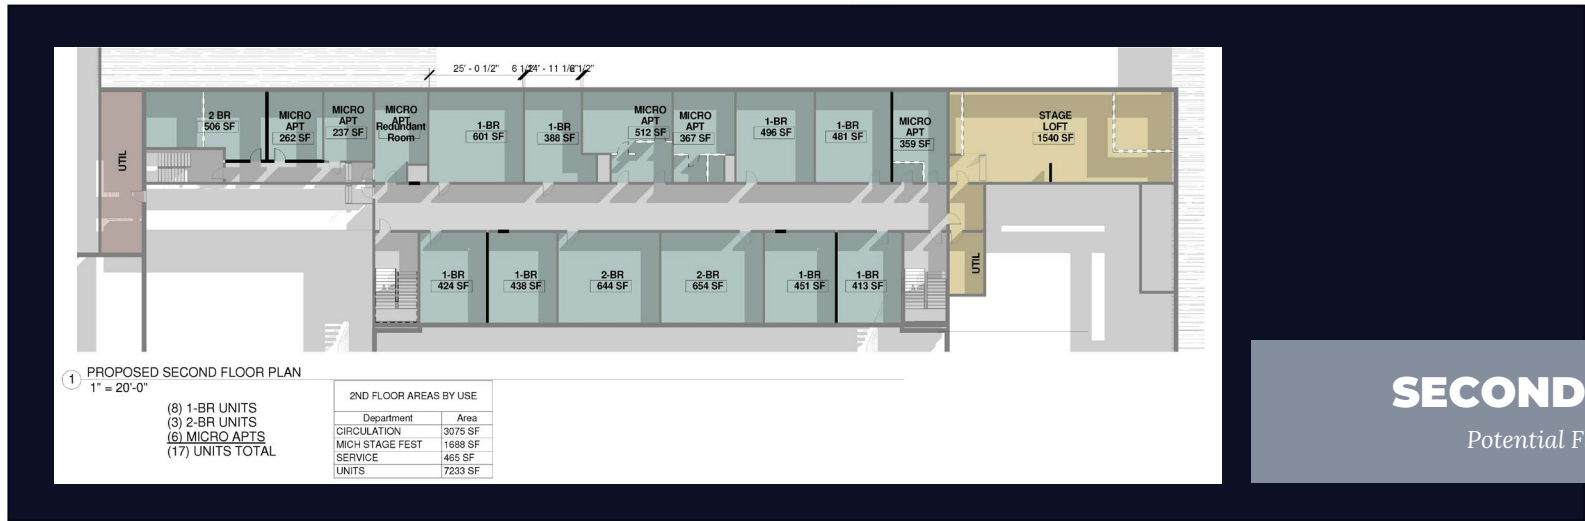 25' - 0 1/2"
2 BR
506 SF
MICRO
APT
262 SF
MICRO
APT
237 SF
MICRO
APT
Redundant
Room
1-BR
601 SF
1-BR
388 SF
MICRO
APT
512 SF
MICRO
APT
367 SF
1-BR
496 SF
1-BR
481 SF
MICRO
APT
359 SF
STAGE
LOFT
1540 SF
UTIL
1-BR
424 SF
1-BR
438 SF
2-BR
644 SF
2-BR
654 SF
1-BR
451 SF
1-BR
413 SF
UTIL
1 PROPOSED SECOND FLOOR PLAN
1" = 20'-0"
(8) 1-BR UNITS
(3) 2-BR UNITS
(6) MICRO APTS
(17) UNITS TOTAL
2ND FLOOR AREAS BY USE
Department Area
CIRCULATION 3075 SF
MICH STAGE FEST 1688 SF
SERVICE 465 SF
UNITS 7233 SF
SECOND
Potential F